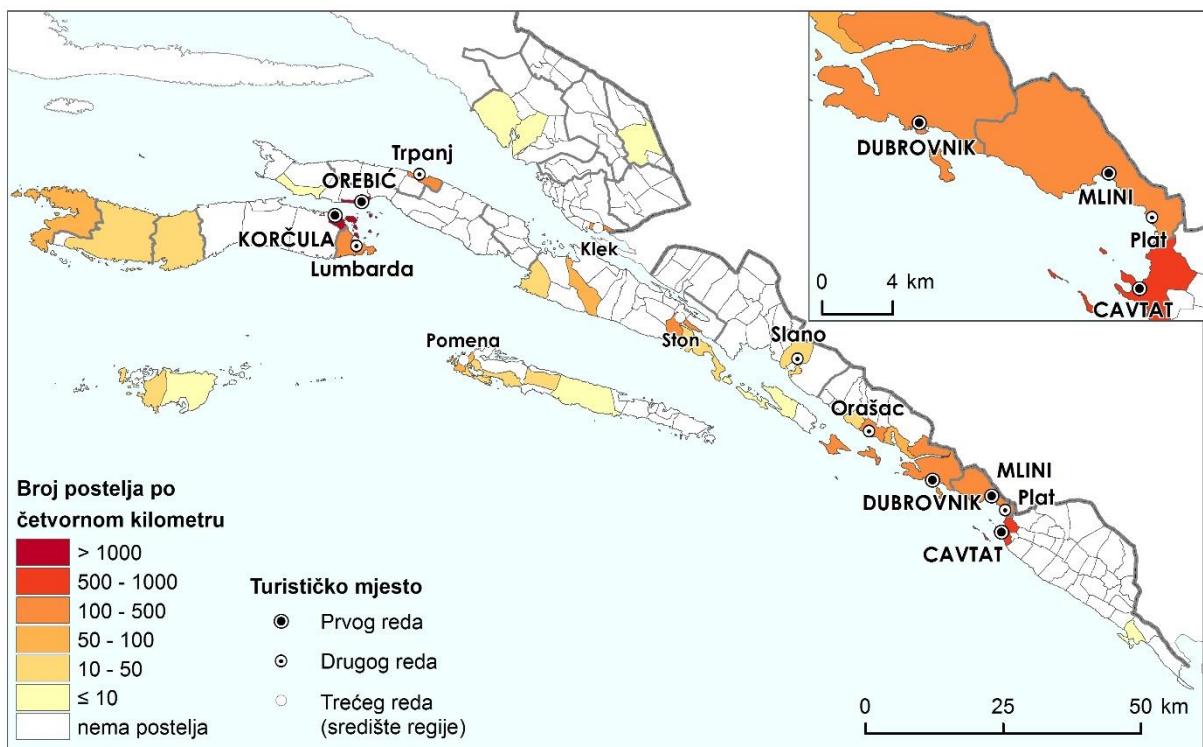 Trpanj
OREBIĆ
KORČULA
Lumbarda
Klek
Pomena
Ston
Slano
Orašac
DUBROVNIK
MLINI
Plat
CAVTAT
DUBROVNIK
MLINI
Plat
CAVTAT
0 4 km
Broj postelja po
četvornom kilometru
> 1000
500 - 1000
100 - 500
50 - 100
10 - 50
≤ 10
nema postelja
Turističko mjesto
Prvog reda
Drugog reda
Trećeg reda
(središte regije)
0 25 50 km